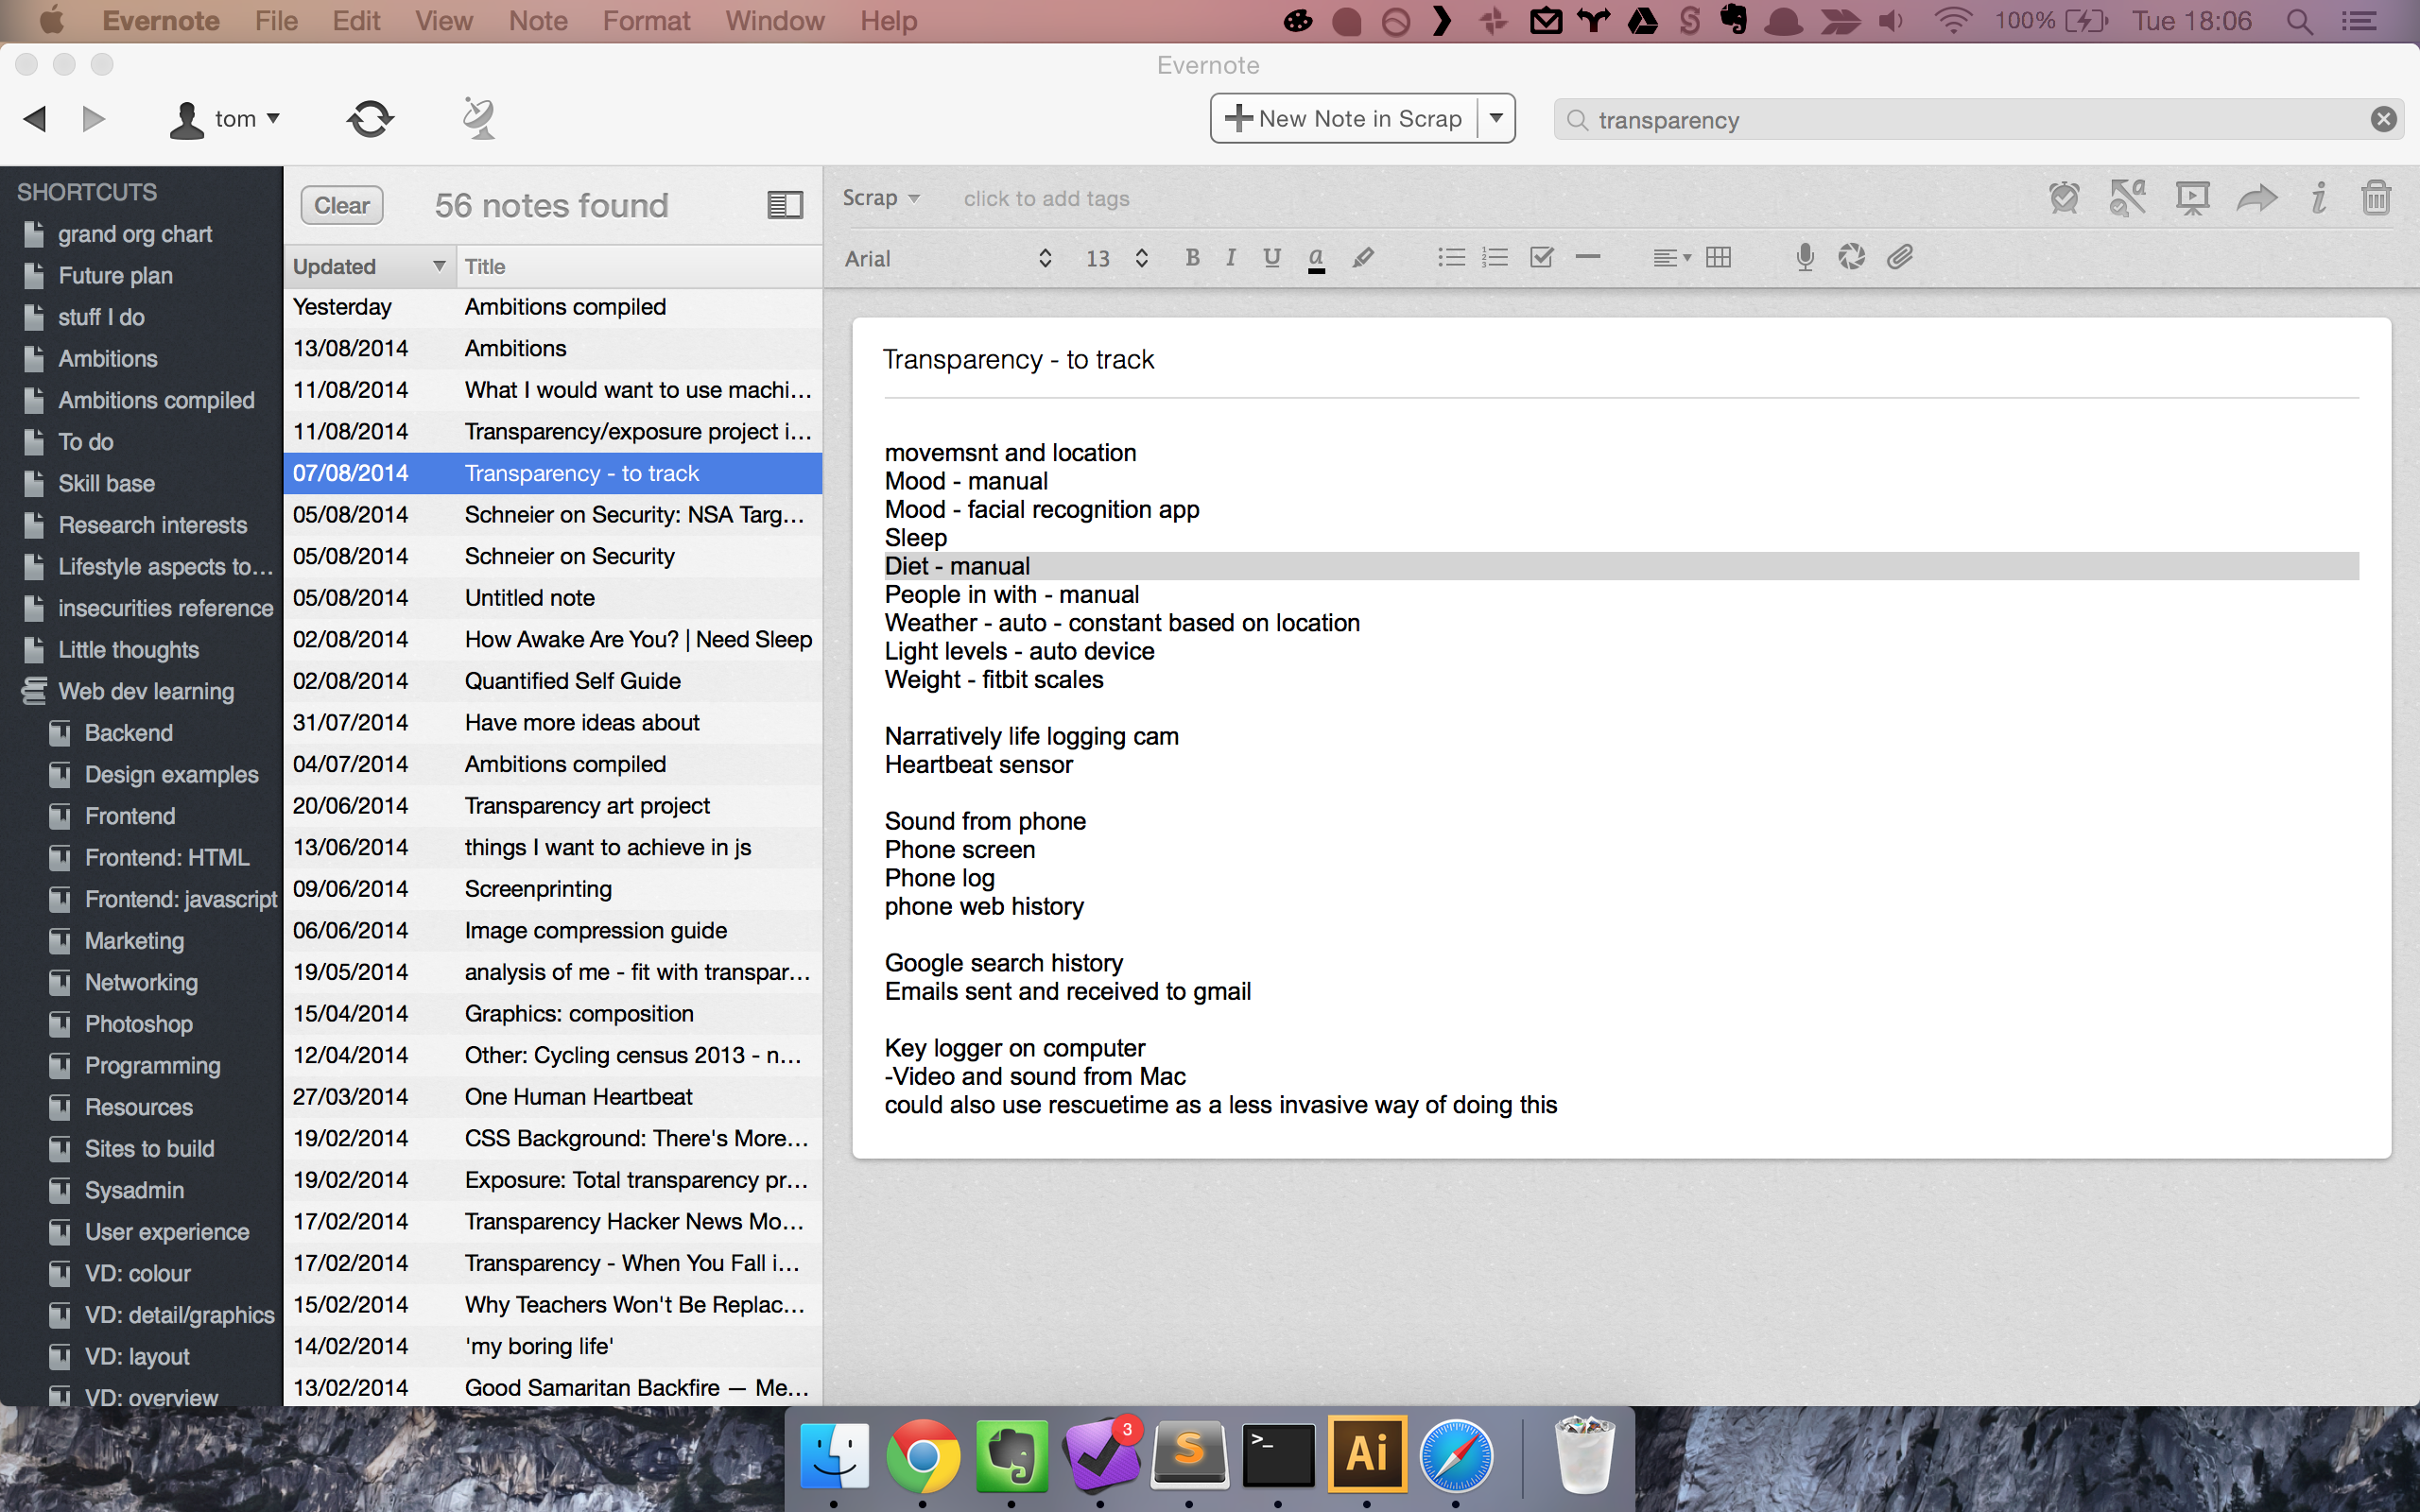 Evernote File Edit View Note Format Window Help
100% Tue 18:06
Evernote
tom
New Note in Scrap
transparency
SHORTCUTS
grand org chart
Future plan
stuff I do
Ambitions
Ambitions compiled
To do
Skill base
Research interests
Lifestyle aspects to...
insecurities reference
Little thoughts
Web dev learning
Backend
Design examples
Frontend
Frontend: HTML
Frontend: javascript
Marketing
Networking
Photoshop
Programming
Resources
Sites to build
Sysadmin
User experience
VD: colour
VD: detail/graphics
VD: layout
VD: overview
Clear 56 notes found
Updated Title
Yesterday Ambitions compiled
13/08/2014 Ambitions
11/08/2014 What I would want to use machi...
11/08/2014 Transparency/exposure project i...
07/08/2014 Transparency - to track
05/08/2014 Schneier on Security: NSA Targ...
05/08/2014 Schneier on Security
05/08/2014 Untitled note
02/08/2014 How Awake Are You? | Need Sleep
02/08/2014 Quantified Self Guide
31/07/2014 Have more ideas about
04/07/2014 Ambitions compiled
20/06/2014 Transparency art project
13/06/2014 things I want to achieve in js
09/06/2014 Screenprinting
06/06/2014 Image compression guide
19/05/2014 analysis of me - fit with transpar...
15/04/2014 Graphics: composition
12/04/2014 Other: Cycling census 2013 - n...
27/03/2014 One Human Heartbeat
19/02/2014 CSS Background: There's More...
19/02/2014 Exposure: Total transparency pr...
17/02/2014 Transparency Hacker News Mo...
17/02/2014 Transparency - When You Fall i...
15/02/2014 Why Teachers Won't Be Replac...
14/02/2014 'my boring life'
13/02/2014 Good Samaritan Backfire — Me...
Scrap click to add tags
Arial 13 B I U a
Transparency - to track
movemsnt and location
Mood - manual
Mood - facial recognition app
Sleep
Diet - manual
People in with - manual
Weather - auto - constant based on location
Light levels - auto device
Weight - fitbit scales
Narratively life logging cam
Heartbeat sensor
Sound from phone
Phone screen
Phone log
phone web history
Google search history
Emails sent and received to gmail
Key logger on computer
-Video and sound from Mac
could also use rescuetime as a less invasive way of doing this
3
S
>_
Ai